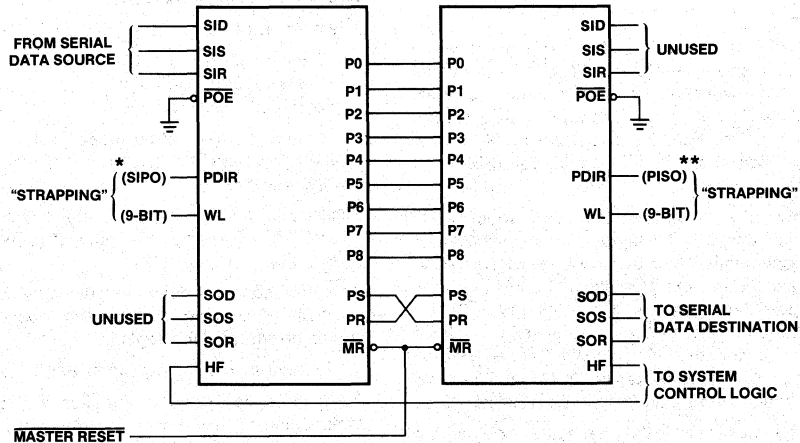 SID
SIS
SIR
FROM SERIAL
DATA SOURCE
POE
*
(SIPO)
PDIR
"STRAPPING"
(9-BIT)
WL
UNUSED
SOD
SOS
SOR
HF
P0
P1
P2
P3
P4
P5
P6
P7
P8
PS
PR
MR
P0
P1
P2
P3
P4
P5
P6
P7
P8
PS
PR
MR
SID
SIS
SIR
UNUSED
POE
**
PDIR
(PISO)
"STRAPPING"
WL
(9-BIT)
SOD
SOS
SOR
TO SERIAL
DATA DESTINATION
HF
TO SYSTEM
CONTROL LOGIC
MASTER RESET